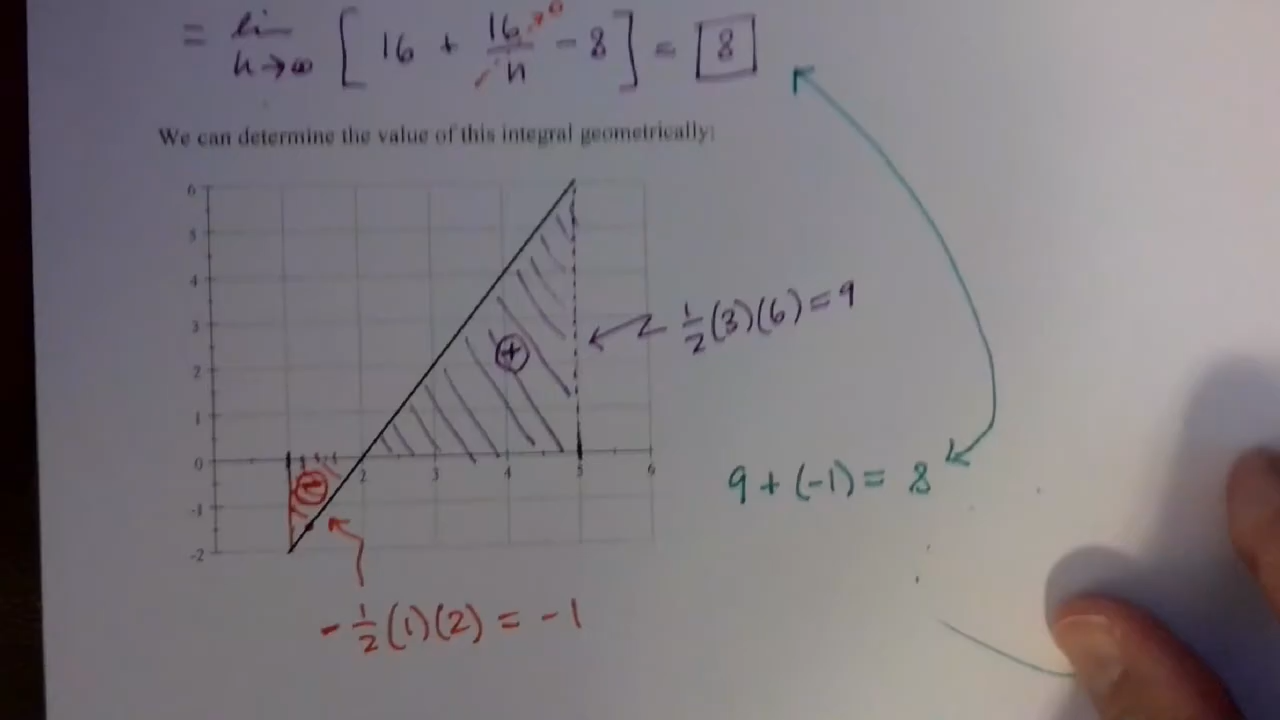 = lim n→∞ [ 16 + 16/n →0 - 8 ] = 8
We can determine the value of this integral geometrically:
6
5
4
3
2
1
0
-1
-2
2 3 4 5 6
+
−
1/2 (3)(6) = 9
9 + (-1) = 8
- 1/2 (1)(2) = -1